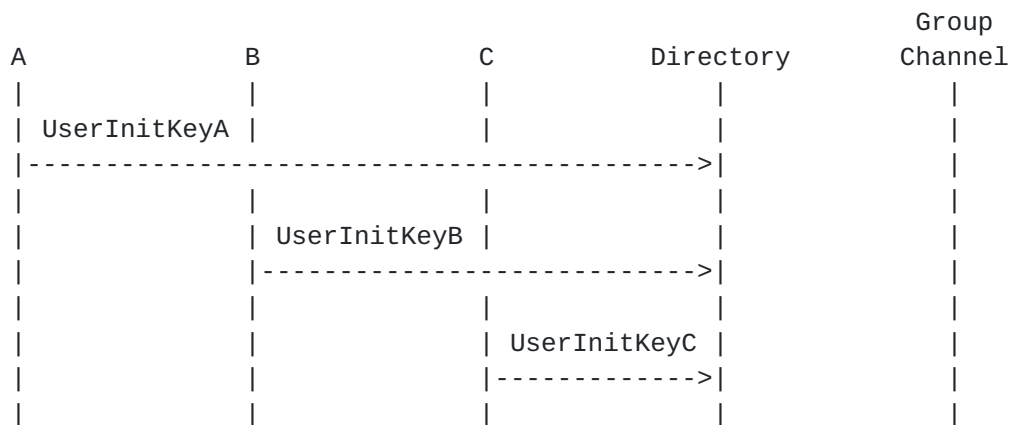 Group
A              B              C          Directory       Channel
|              |              |              |              |
| UserInitKeyA |              |              |              |
|------------------------------------------->|              |
|              |              |              |              |
|              | UserInitKeyB |              |              |
|              |---------------------------->|              |
|              |              |              |              |
|              |              | UserInitKeyC |              |
|              |              |------------->|              |
|              |              |              |              |